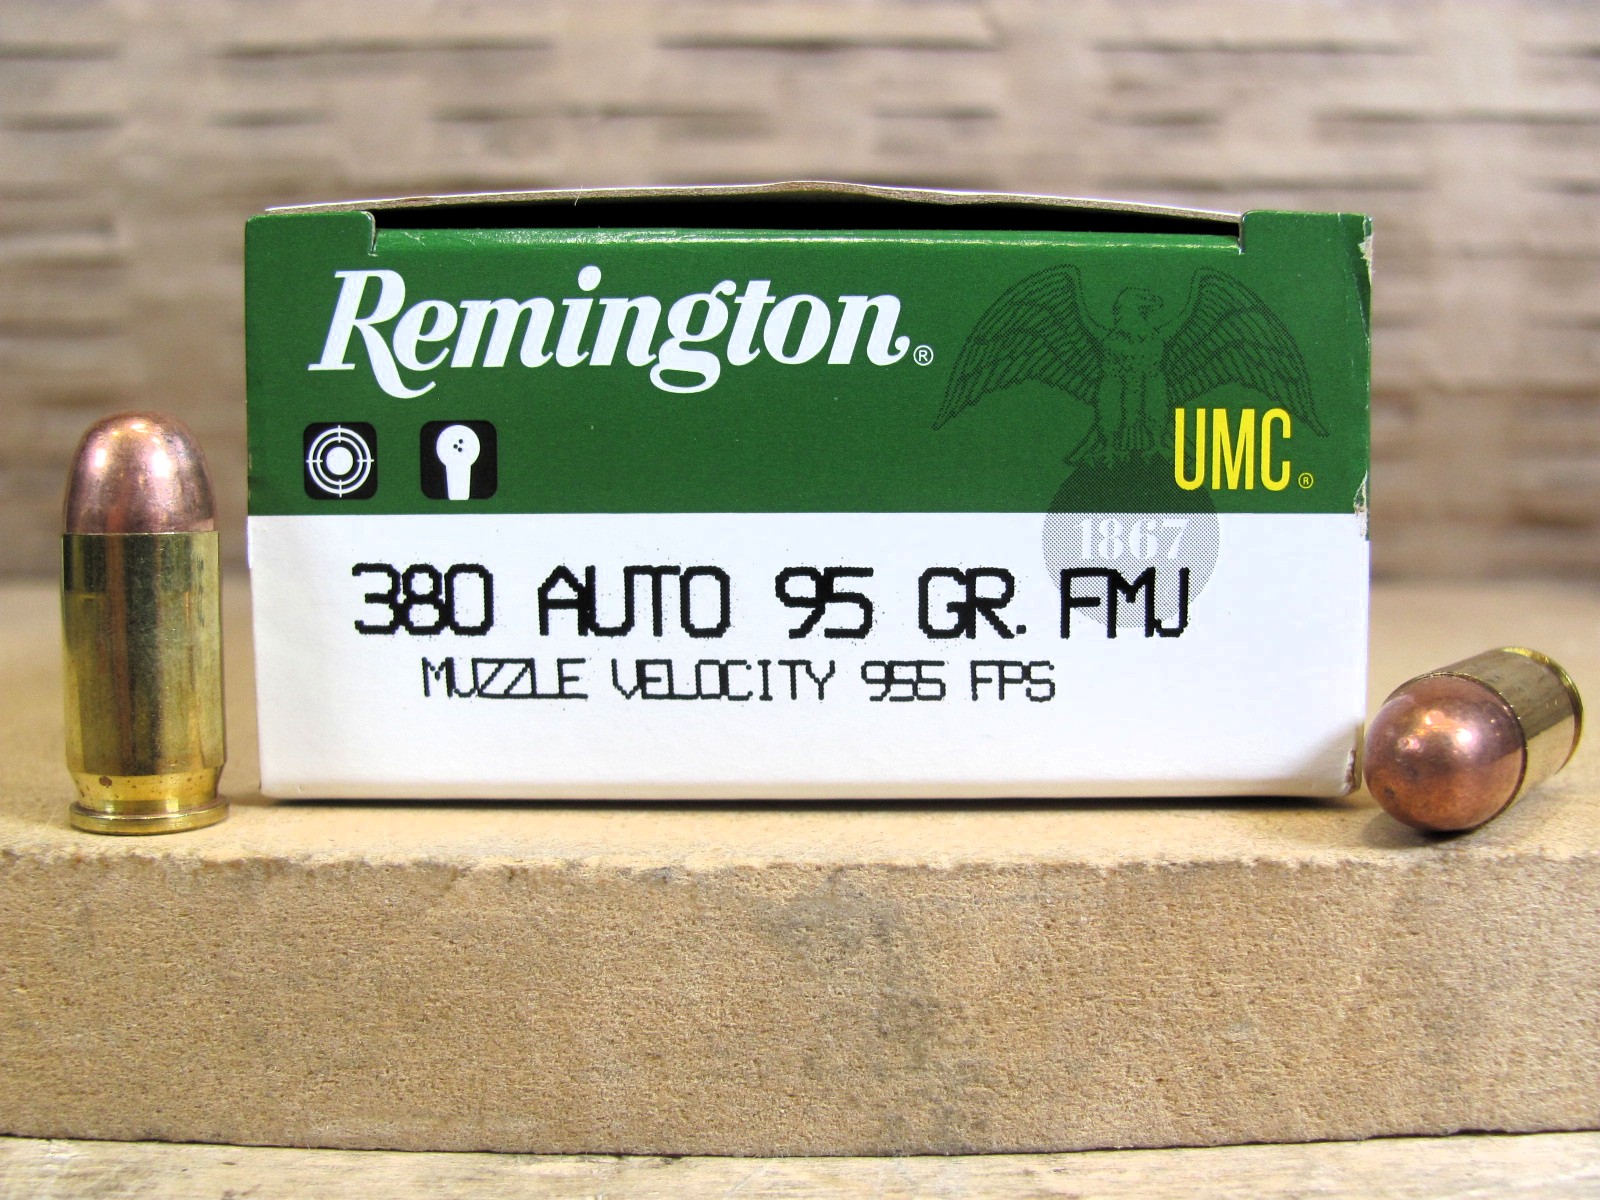 Remington®
UMC®
1867
380 AUTO 95 GR. FMJ
MUZZLE VELOCITY 955 FPS